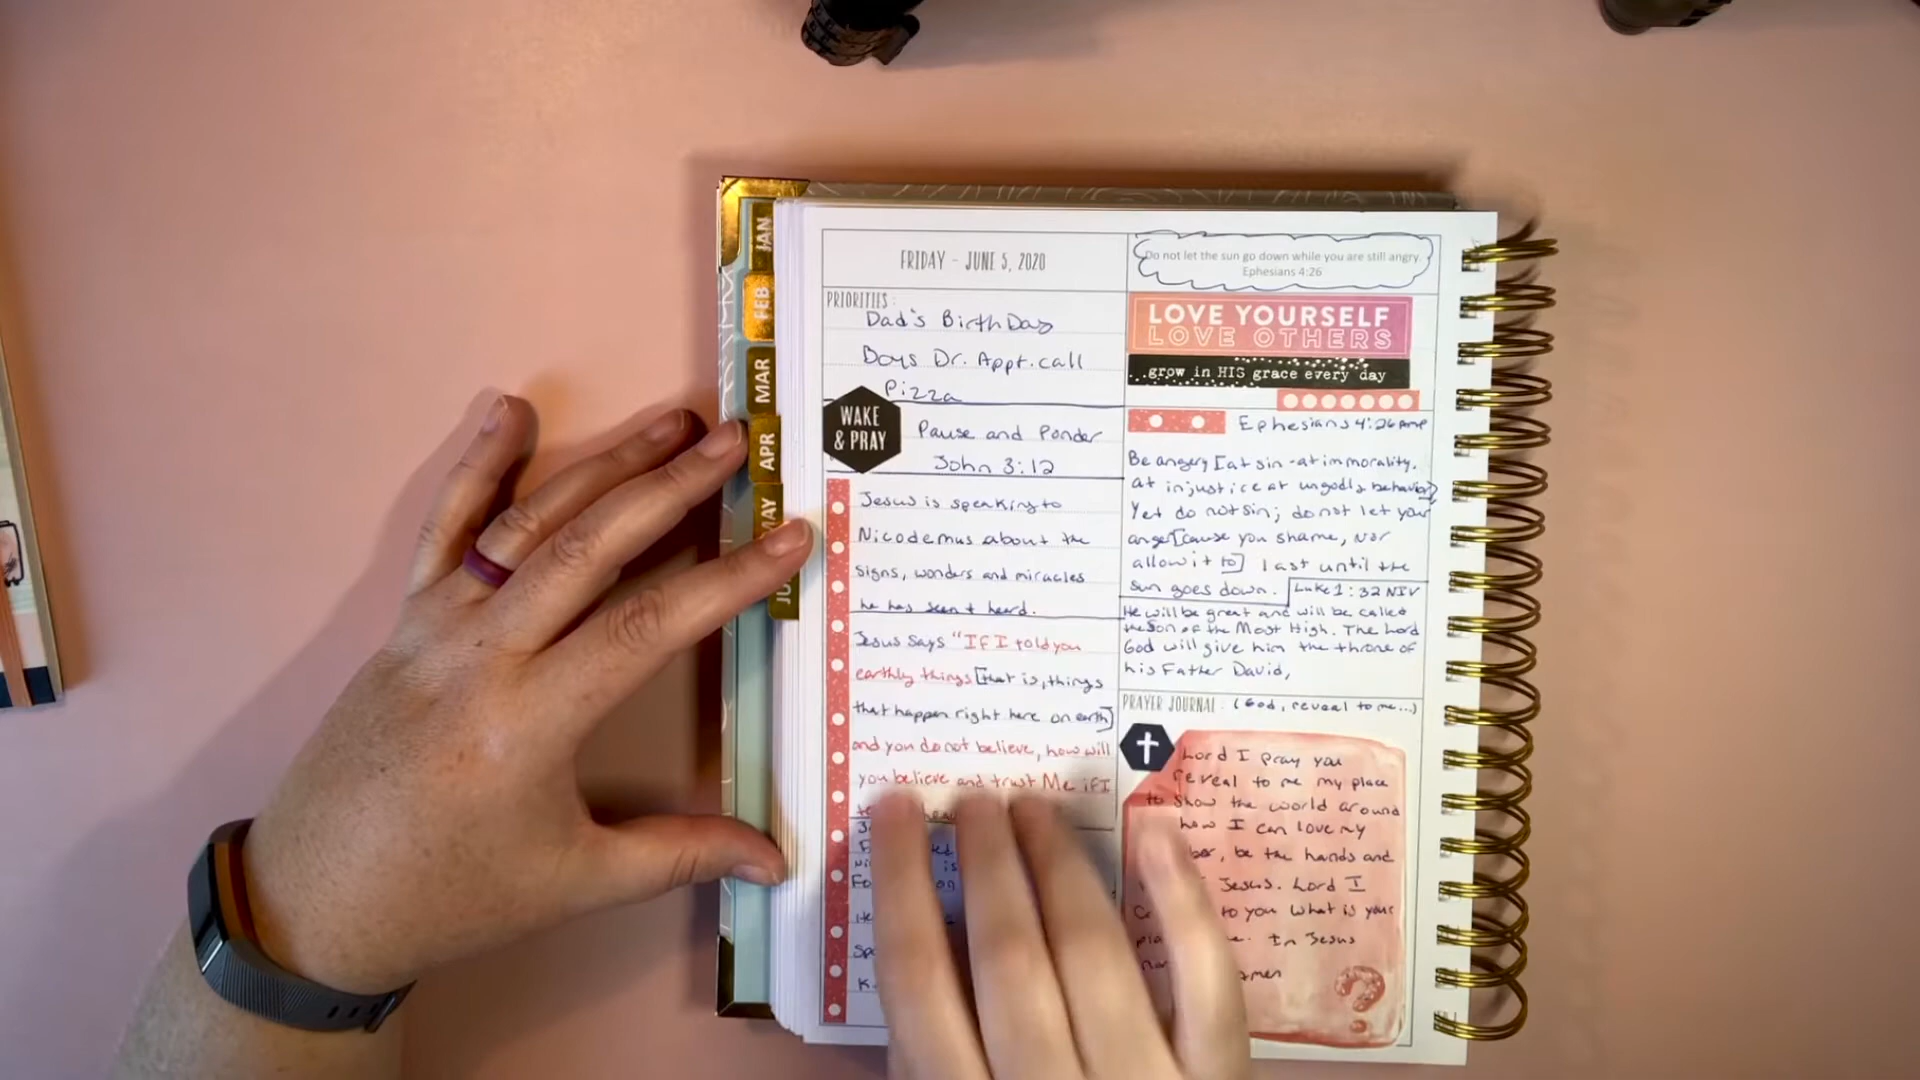 JAN
FEB
MAR
APR
MAY
FRIDAY - JUNE 5, 2020
PRIORITIES:
Dad's BirthDay
Boys Dr. Appt. call
Pizza
WAKE
& PRAY
Pause and Ponder
John 3:12
Jesus is speaking to
Nicodemus about the
signs, wonders and miracles
he has seen & heard.
Jesus says "IF I told you
earthly things [that is, things
that happen right here on earth]
and you do not believe, how will
you believe and trust Me if I
Do not let the sun go down while you are still angry.
Ephesians 4:26
LOVE YOURSELF
LOVE OTHERS
grow in HIS grace every day
Ephesians 4:26 AMP
Be angry [at sin - at immorality,
at injustice at ungodly behavior]
Yet do not sin; do not let your
anger [cause you shame, nor
allow it to] last until the
sun goes down.
Luke 1:32 NIV
He will be great and will be called
the Son of the Most High. The Lord
God will give him the throne of
his Father David,
PRAYER JOURNAL: (God, reveal to me...)
Lord I pray you
reveal to me my place
to show the world around
how I can love my
be the hands and
Jesus. Lord I
to you what is your
In Jesus
Amen
?